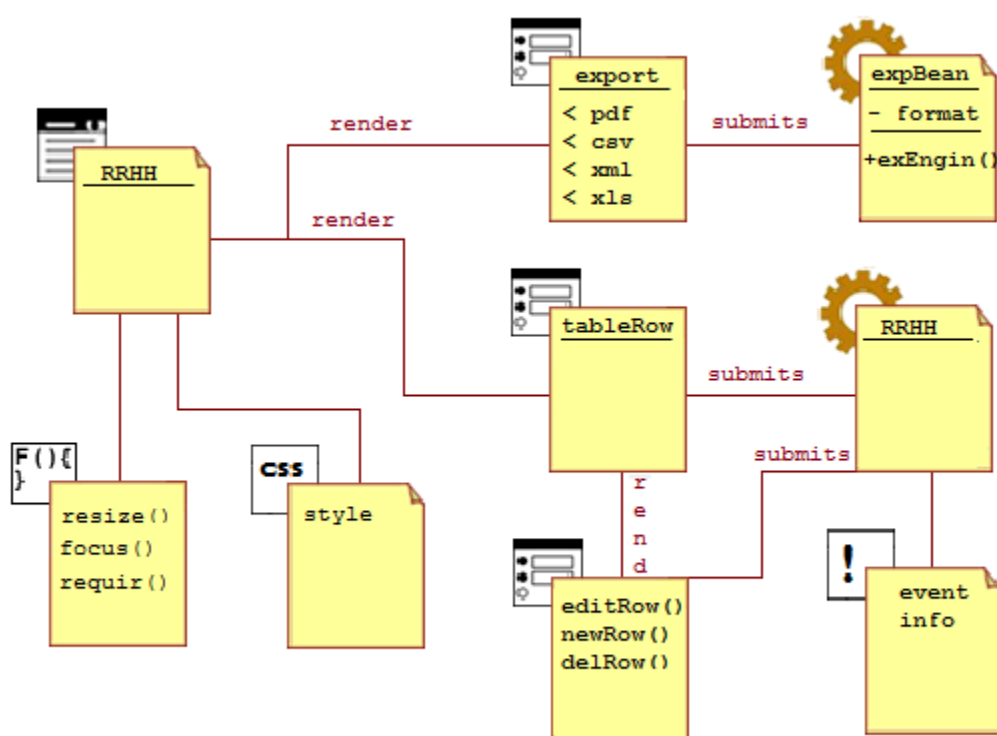 export
< pdf
< csv
< xml
< xls
expBean
- format
+exEngin()
render
submits
RRHH
render
tableRow
RRHH
submits
submits
F(){
}
resize()
focus()
requir()
css
style
r
e
n
d
editRow()
newRow()
delRow()
!
event
info